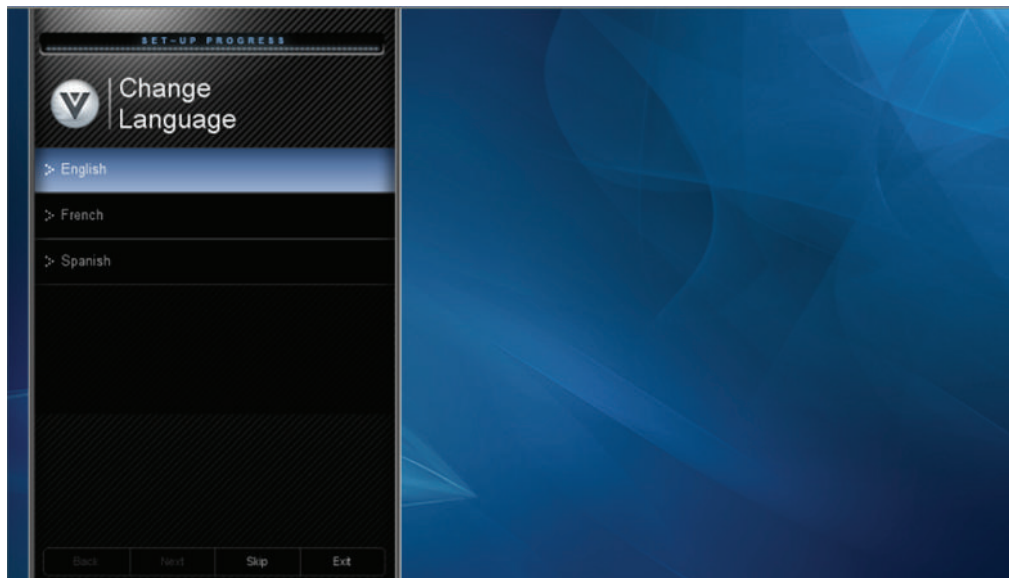 SET-UP PROGRESS
Change
Language
English
French
Spanish
Back Next Skip Exit